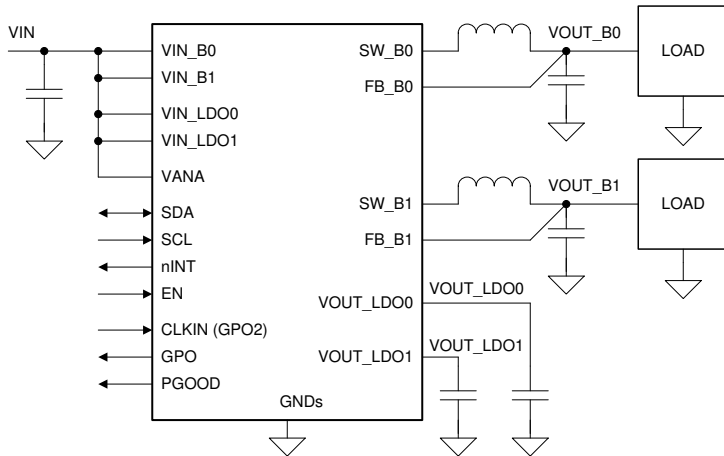 VIN
VIN_B0
VIN_B1
VIN_LDO0
VIN_LDO1
VANA
SDA
SCL
nINT
EN
CLKIN (GPO2)
GPO
PGOOD
GNDs
SW_B0
FB_B0
SW_B1
FB_B1
VOUT_LDO0
VOUT_LDO1
VOUT_B0
LOAD
VOUT_B1
LOAD
VOUT_LDO0
VOUT_LDO1